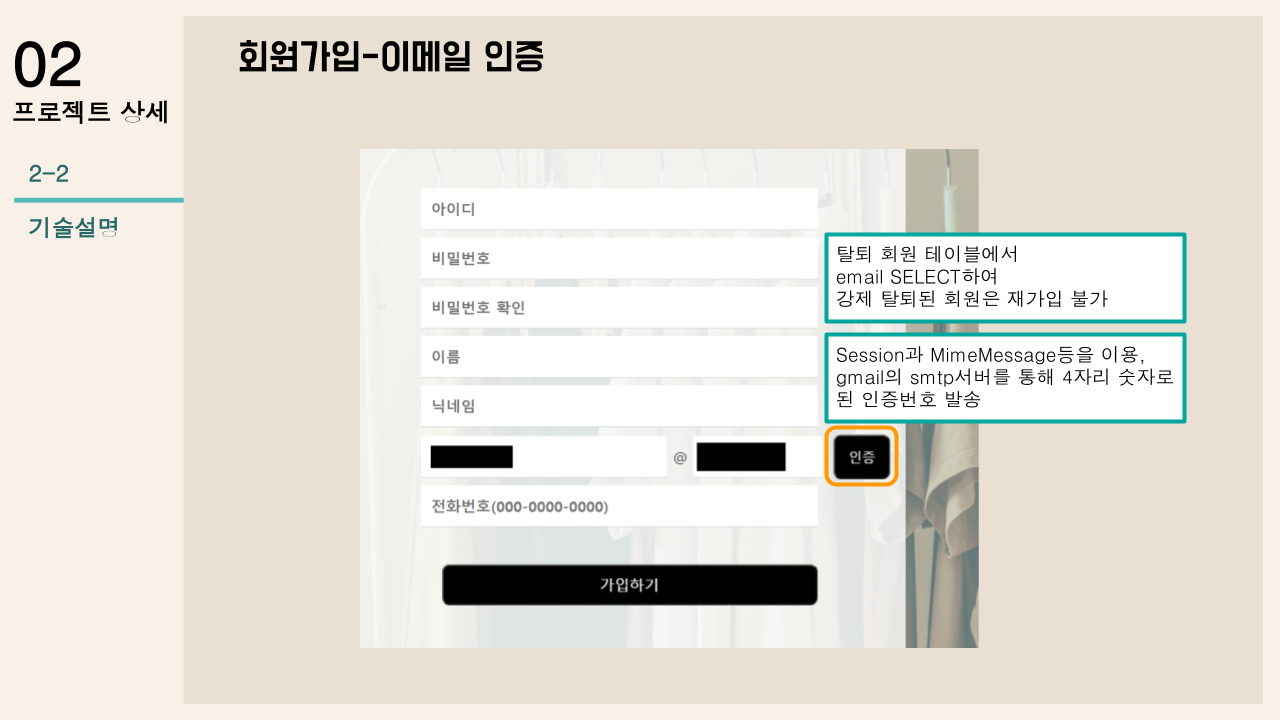 02
프로젝트 상세
2-2
기술설명
회원가입-이메일 인증
아이디
비밀번호
비밀번호 확인
이름
닉네임
@
인증
전화번호(000-0000-0000)
가입하기
탈퇴 회원 테이블에서
email SELECT하여
강제 탈퇴된 회원은 재가입 불가
Session과 MimeMessage등을 이용,
gmail의 smtp서버를 통해 4자리 숫자로
된 인증번호 발송